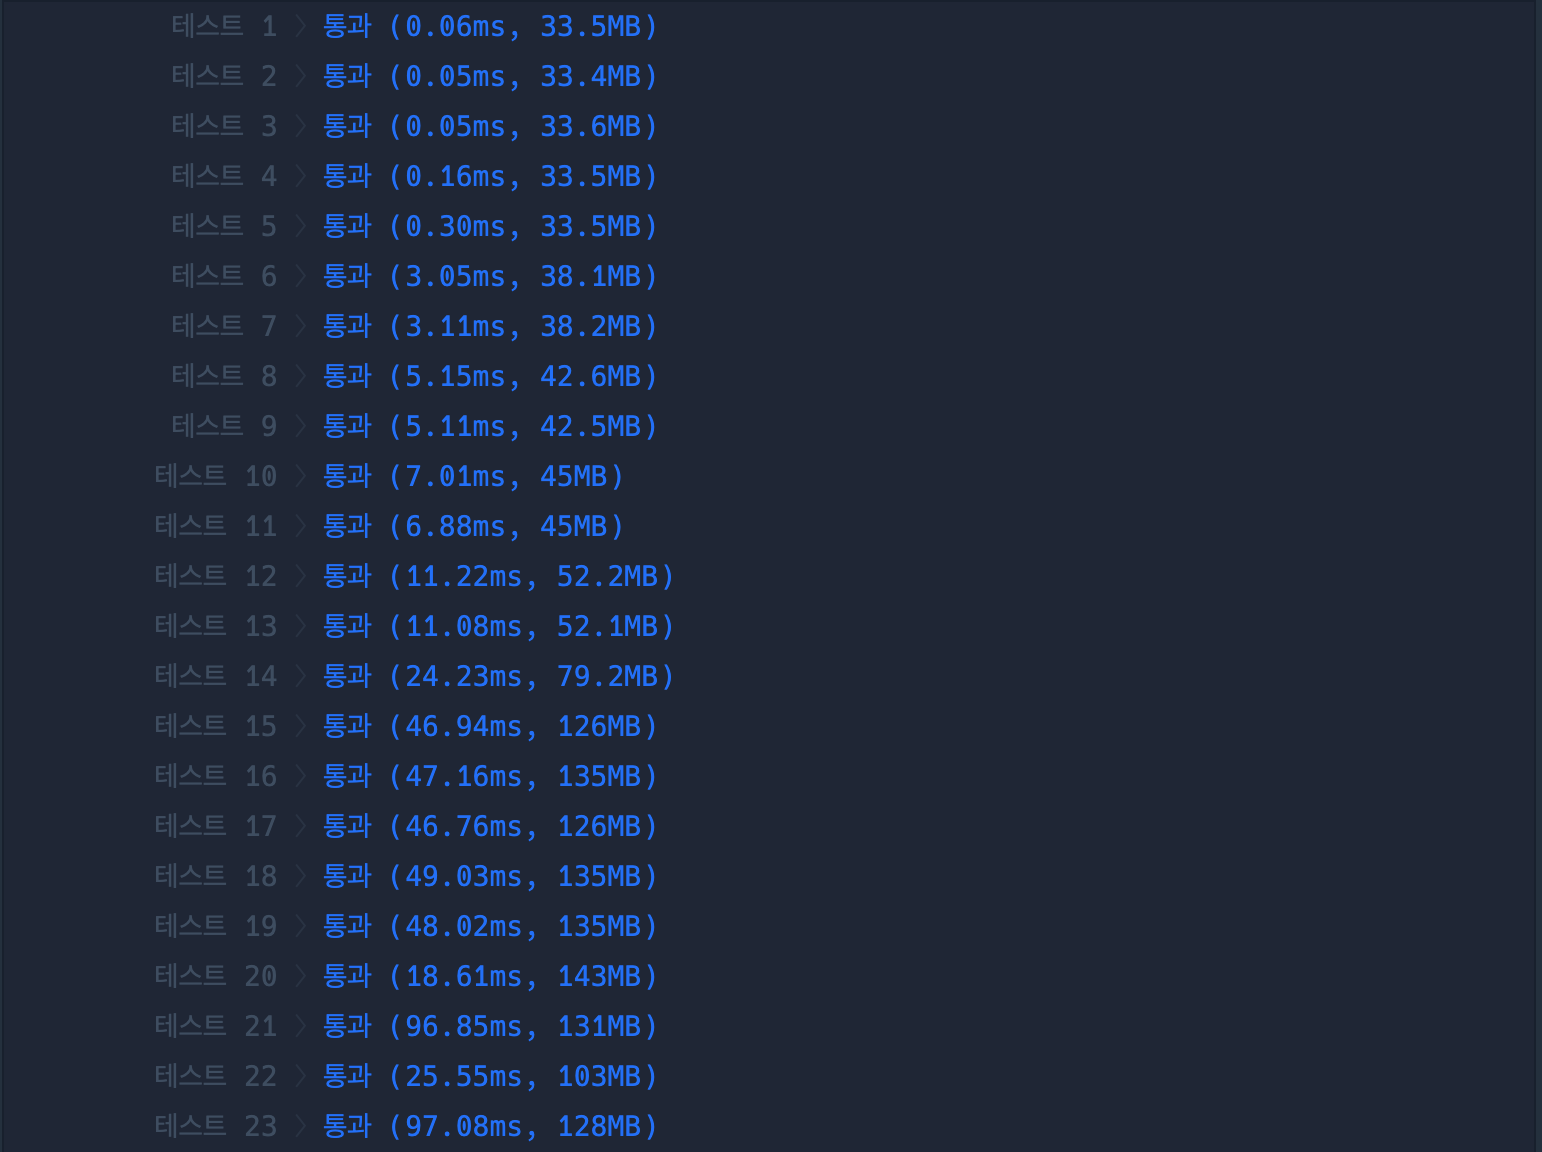 테스트 1 〉 통과 (0.06ms, 33.5MB)
테스트 2 〉 통과 (0.05ms, 33.4MB)
테스트 3 〉 통과 (0.05ms, 33.6MB)
테스트 4 〉 통과 (0.16ms, 33.5MB)
테스트 5 〉 통과 (0.30ms, 33.5MB)
테스트 6 〉 통과 (3.05ms, 38.1MB)
테스트 7 〉 통과 (3.11ms, 38.2MB)
테스트 8 〉 통과 (5.15ms, 42.6MB)
테스트 9 〉 통과 (5.11ms, 42.5MB)
테스트 10 〉 통과 (7.01ms, 45MB)
테스트 11 〉 통과 (6.88ms, 45MB)
테스트 12 〉 통과 (11.22ms, 52.2MB)
테스트 13 〉 통과 (11.08ms, 52.1MB)
테스트 14 〉 통과 (24.23ms, 79.2MB)
테스트 15 〉 통과 (46.94ms, 126MB)
테스트 16 〉 통과 (47.16ms, 135MB)
테스트 17 〉 통과 (46.76ms, 126MB)
테스트 18 〉 통과 (49.03ms, 135MB)
테스트 19 〉 통과 (48.02ms, 135MB)
테스트 20 〉 통과 (18.61ms, 143MB)
테스트 21 〉 통과 (96.85ms, 131MB)
테스트 22 〉 통과 (25.55ms, 103MB)
테스트 23 〉 통과 (97.08ms, 128MB)